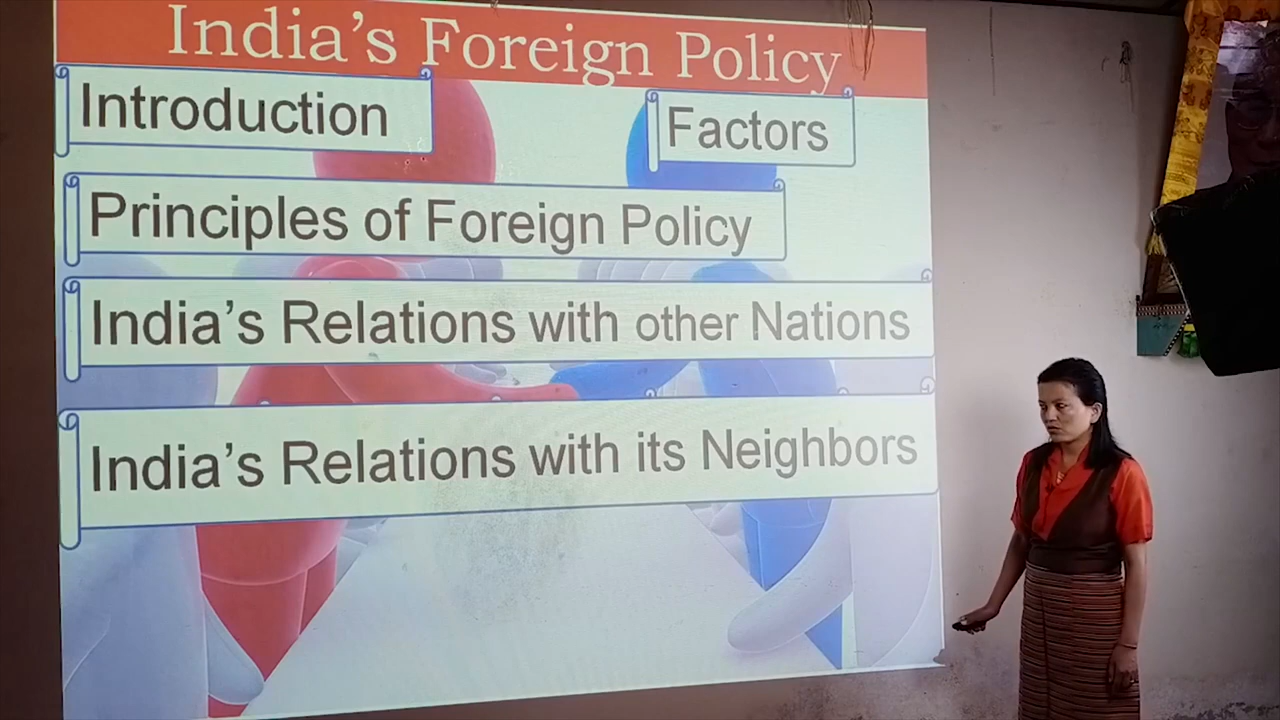 India’s Foreign Policy
Introduction
Factors
Principles of Foreign Policy
India’s Relations with other Nations
India’s Relations with its Neighbors